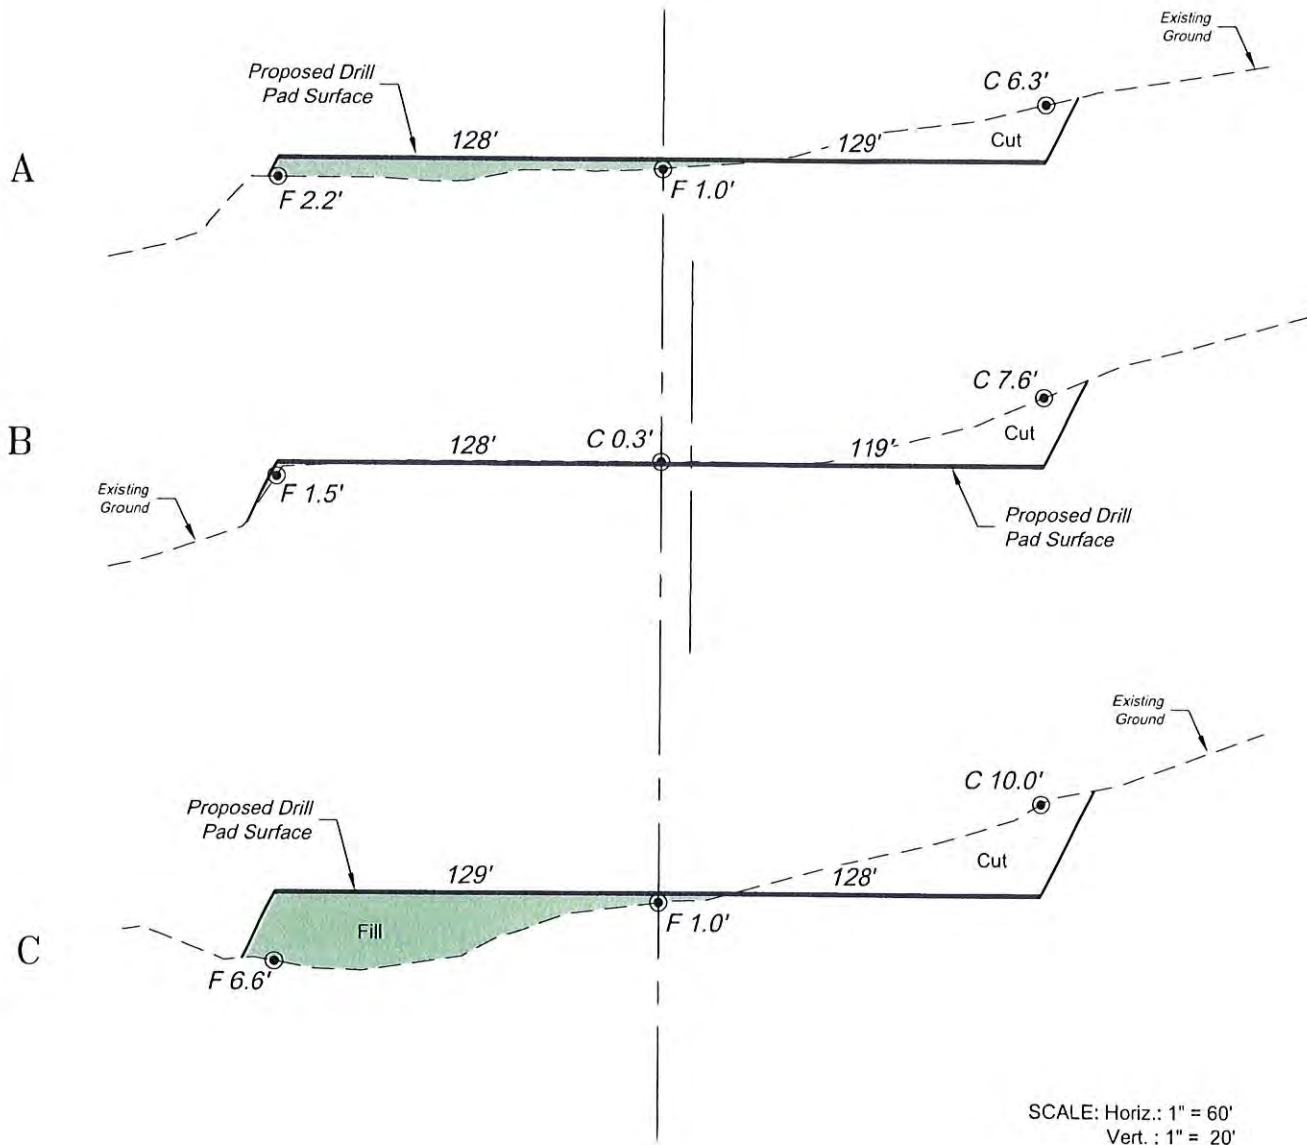 Existing
Ground
Proposed Drill
Pad Surface
C 6.3'
128'
129'
Cut
A
F 2.2'
F 1.0'
C 7.6'
B
128'
C 0.3'
119'
Cut
Existing
Ground
F 1.5'
Proposed Drill
Pad Surface
Existing
Ground
C 10.0'
Proposed Drill
Pad Surface
129'
128'
Cut
C
Fill
F 1.0'
F 6.6'
SCALE: Horiz.: 1" = 60'
Vert. : 1" = 20'